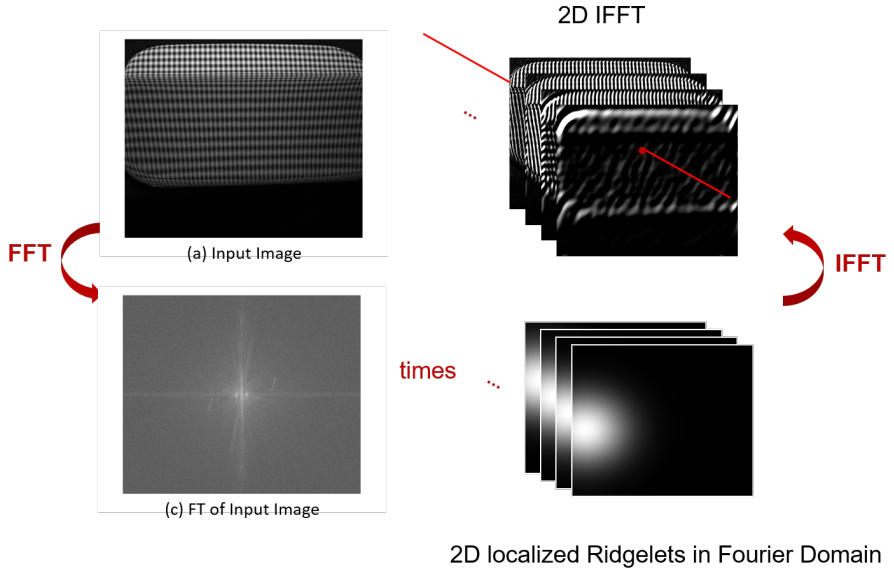 2D IFFT
...
(a) Input Image
FFT
IFFT
times
...
(c) FT of Input Image
2D localized Ridgelets in Fourier Domain